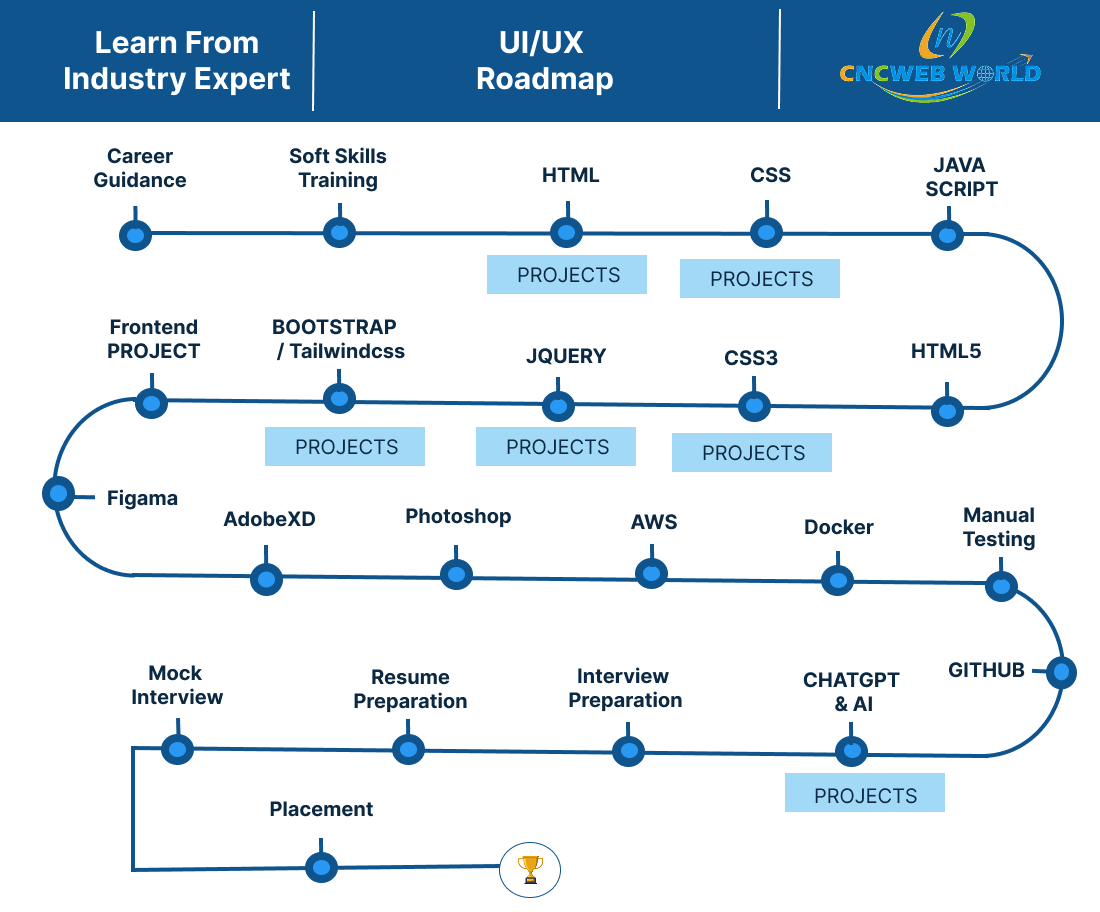 Learn From
Industry Expert
UI/UX
Roadmap
n
CNCWEB WORLD
Career
Guidance
Soft Skills
Training
HTML
CSS
JAVA
SCRIPT
PROJECTS
PROJECTS
Frontend
PROJECT
BOOTSTRAP
/ Tailwindcss
JQUERY
CSS3
HTML5
PROJECTS
PROJECTS
PROJECTS
Figama
AdobeXD
Photoshop
AWS
Docker
Manual
Testing
Mock
Interview
Resume
Preparation
Interview
Preparation
CHATGPT
& AI
GITHUB
PROJECTS
Placement